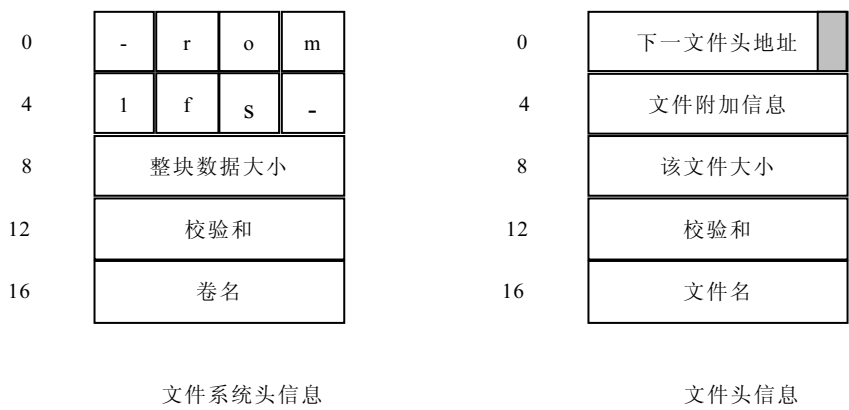 0 - r o m
4 1 f s -
8 整块数据大小
12 校验和
16 卷名
文件系统头信息
0 下一文件头地址
4 文件附加信息
8 该文件大小
12 校验和
16 文件名
文件头信息